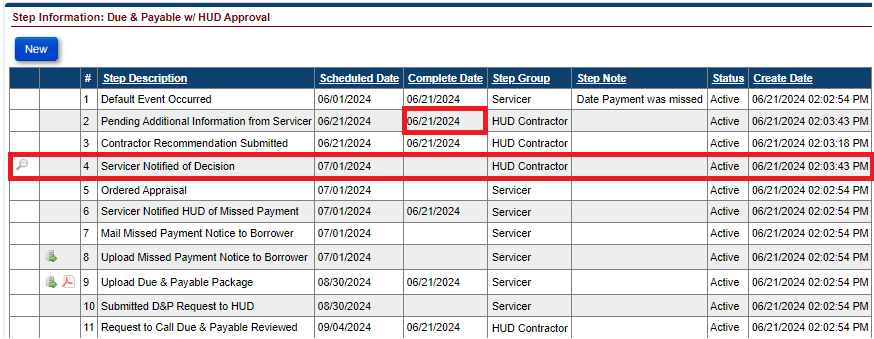 Step Information: Due & Payable w/ HUD Approval
New
# Step Description Scheduled Date Complete Date Step Group Step Note Status Create Date
1 Default Event Occurred 06/01/2024 06/21/2024 Servicer Date Payment was missed Active 06/21/2024 02:02:54 PM
2 Pending Additional Information from Servicer 06/21/2024 06/21/2024 HUD Contractor Active 06/21/2024 02:03:43 PM
3 Contractor Recommendation Submitted 06/21/2024 06/21/2024 HUD Contractor Active 06/21/2024 02:03:18 PM
4 Servicer Notified of Decision 07/01/2024 HUD Contractor Active 06/21/2024 02:03:43 PM
5 Ordered Appraisal 07/01/2024 Servicer Active 06/21/2024 02:02:54 PM
6 Servicer Notified HUD of Missed Payment 07/01/2024 06/21/2024 Servicer Active 06/21/2024 02:02:54 PM
7 Mail Missed Payment Notice to Borrower 07/01/2024 Servicer Active 06/21/2024 02:02:54 PM
8 Upload Missed Payment Notice to Borrower 07/01/2024 Servicer Active 06/21/2024 02:02:54 PM
9 Upload Due & Payable Package 08/30/2024 06/21/2024 Servicer Active 06/21/2024 02:02:54 PM
10 Submitted D&P Request to HUD 08/30/2024 Servicer Active 06/21/2024 02:02:54 PM
11 Request to Call Due & Payable Reviewed 09/04/2024 06/21/2024 HUD Contractor Active 06/21/2024 02:02:54 PM